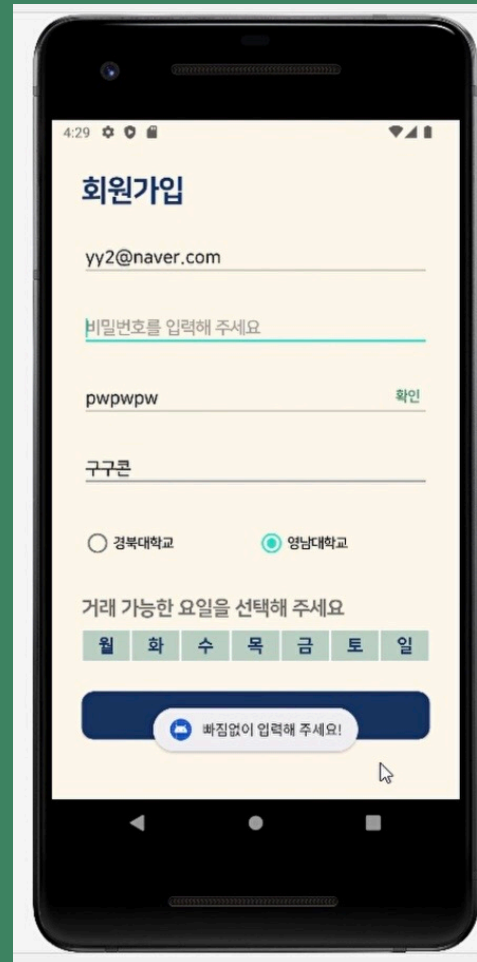 4:29
회원가입
yy2@naver.com
비밀번호를 입력해 주세요
pwpwpw 확인
구구콘
경북대학교 영남대학교
거래 가능한 요일을 선택해 주세요
월 화 수 목 금 토 일
빠짐없이 입력해 주세요!